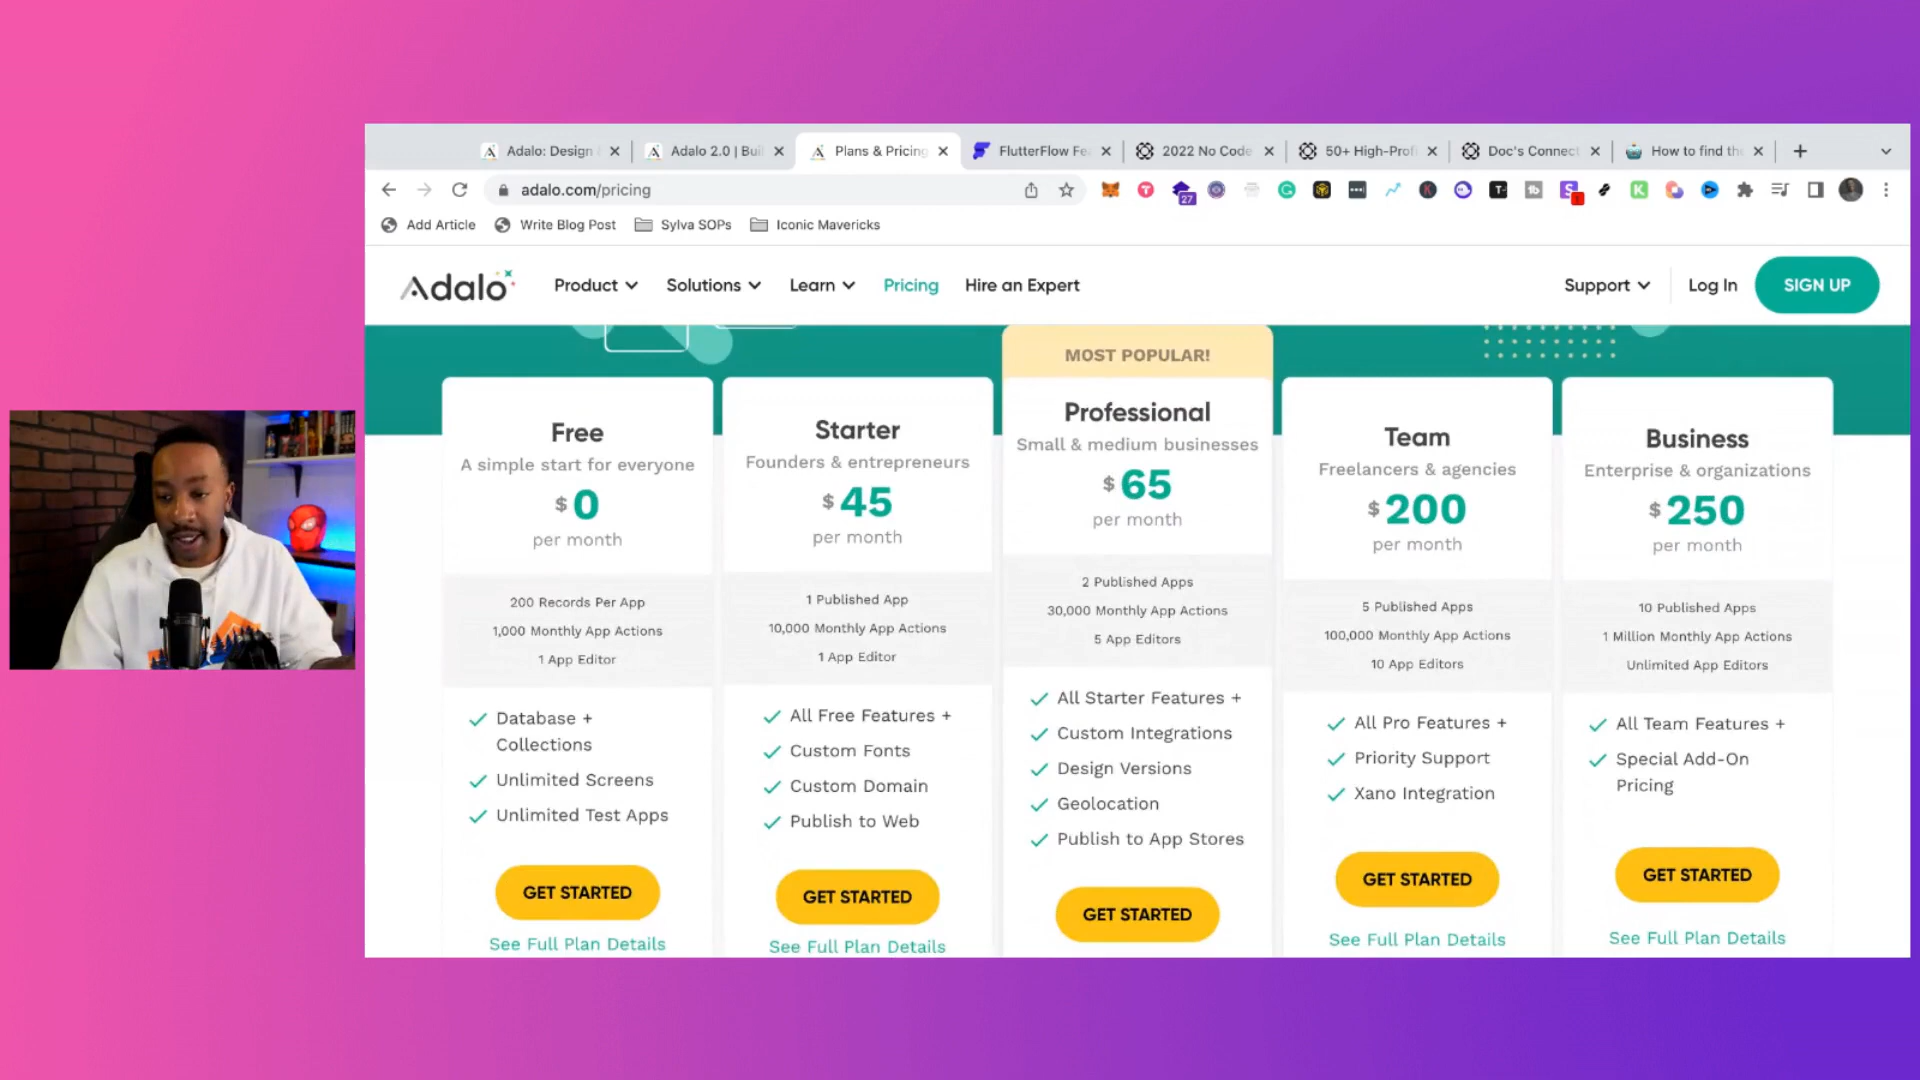 Adalo: Design
Adalo 2.0 | Buil
Plans & Pricing
FlutterFlow Fea
2022 No Code
50+ High-Profi
Doc's Connect
How to find the
adalo.com/pricing
27
Add Article
Write Blog Post
Sylva SOPs
Iconic Mavericks
Adalo
Product
Solutions
Learn
Pricing
Hire an Expert
Support
Log In
SIGN UP
Free
A simple start for everyone
$ 0
per month
200 Records Per App
1,000 Monthly App Actions
1 App Editor
Database +
Collections
Unlimited Screens
Unlimited Test Apps
GET STARTED
See Full Plan Details
Starter
Founders & entrepreneurs
$ 45
per month
1 Published App
10,000 Monthly App Actions
1 App Editor
All Free Features +
Custom Fonts
Custom Domain
Publish to Web
GET STARTED
See Full Plan Details
MOST POPULAR!
Professional
Small & medium businesses
$ 65
per month
2 Published Apps
30,000 Monthly App Actions
5 App Editors
All Starter Features +
Custom Integrations
Design Versions
Geolocation
Publish to App Stores
GET STARTED
Team
Freelancers & agencies
$ 200
per month
5 Published Apps
100,000 Monthly App Actions
10 App Editors
All Pro Features +
Priority Support
Xano Integration
GET STARTED
See Full Plan Details
Business
Enterprise & organizations
$ 250
per month
10 Published Apps
1 Million Monthly App Actions
Unlimited App Editors
All Team Features +
Special Add-On
Pricing
GET STARTED
See Full Plan Details